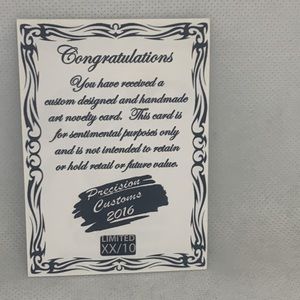 Congratulations
You have received a
custom designed and handmade
art novelty card. This card is
for sentimental purposes only
and is not intended to retain
or hold retail or future value.
Precision
Customs
2016
LIMITED
XX/10